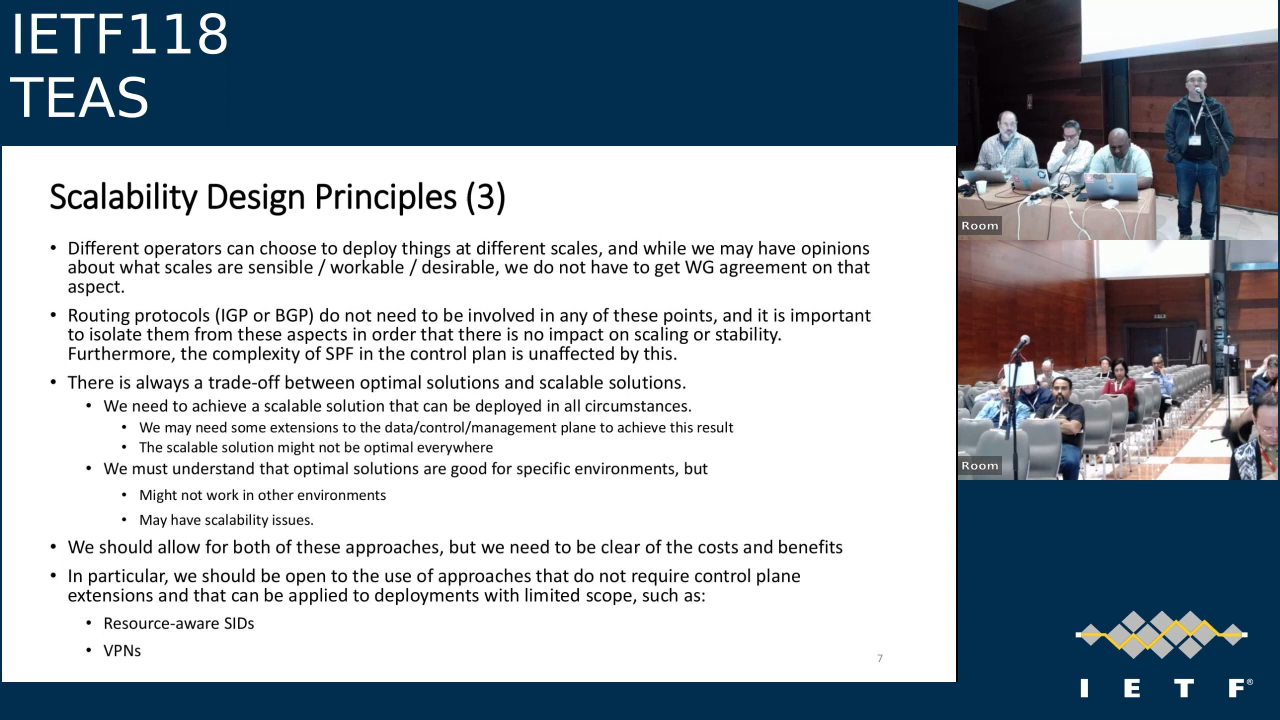 IETF118
TEAS
Scalability Design Principles (3)
• Different operators can choose to deploy things at different scales, and while we may have opinions
about what scales are sensible / workable / desirable, we do not have to get WG agreement on that
aspect.
• Routing protocols (IGP or BGP) do not need to be involved in any of these points, and it is important
to isolate them from these aspects in order that there is no impact on scaling or stability.
Furthermore, the complexity of SPF in the control plan is unaffected by this.
• There is always a trade-off between optimal solutions and scalable solutions.
• We need to achieve a scalable solution that can be deployed in all circumstances.
• We may need some extensions to the data/control/management plane to achieve this result
• The scalable solution might not be optimal everywhere
• We must understand that optimal solutions are good for specific environments, but
• Might not work in other environments
• May have scalability issues.
• We should allow for both of these approaches, but we need to be clear of the costs and benefits
• In particular, we should be open to the use of approaches that do not require control plane
extensions and that can be applied to deployments with limited scope, such as:
• Resource-aware SIDs
• VPNs
7
Room
Room
I E T F®